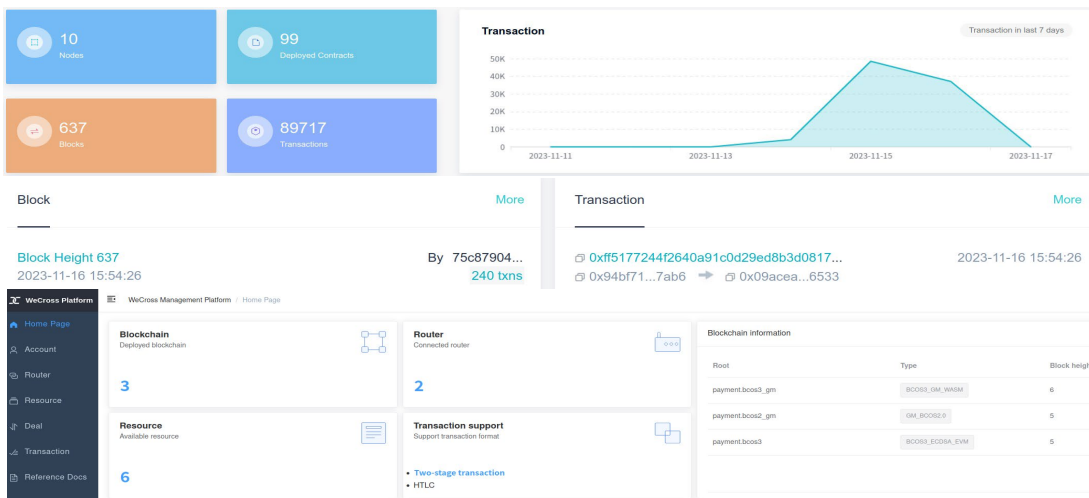 10
Nodes
99
Deployed Contracts
637
Blocks
89717
Transactions
Transaction
Transaction in last 7 days
50K
40K
30K
20K
10K
0
2023-11-11
2023-11-13
2023-11-15
2023-11-17
Block
More
Block Height 637
By 75c87904...
2023-11-16 15:54:26
240 txns
Transaction
More
0xff5177244f2640a91c0d29ed8b3d0817...
2023-11-16 15:54:26
0x94bf71...7ab6
0x09acea...6533
WeCross Platform
WeCross Management Platform / Home Page
Home Page
Account
Router
Resource
Deal
Transaction
Reference Docs
Blockchain
Deployed blockchain
3
Router
Connected router
2
Resource
Available resource
6
Transaction support
Support transaction format
• Two-stage transaction
• HTLC
Blockchain information
Root Type Block heigh
payment.bcos3_gm BCOS3_GM_WASM 6
payment.bcos2_gm GM_BCOS2.0 5
payment.bcos3 BCOS3_ECDSA_EVM 5